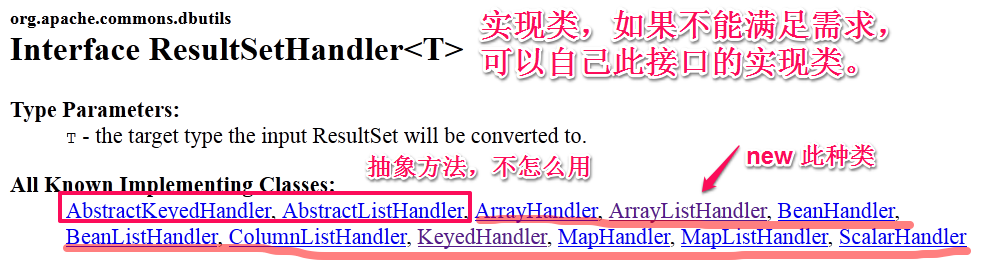 org.apache.commons.dbutils
Interface ResultSetHandler<T>
实现类，如果不能满足需求，
可以自己此接口的实现类。
Type Parameters:
T - the target type the input ResultSet will be converted to.
抽象方法，不怎么用
new 此种类
All Known Implementing Classes:
AbstractKeyedHandler, AbstractListHandler, ArrayHandler, ArrayListHandler, BeanHandler,
BeanListHandler, ColumnListHandler, KeyedHandler, MapHandler, MapListHandler, ScalarHandler